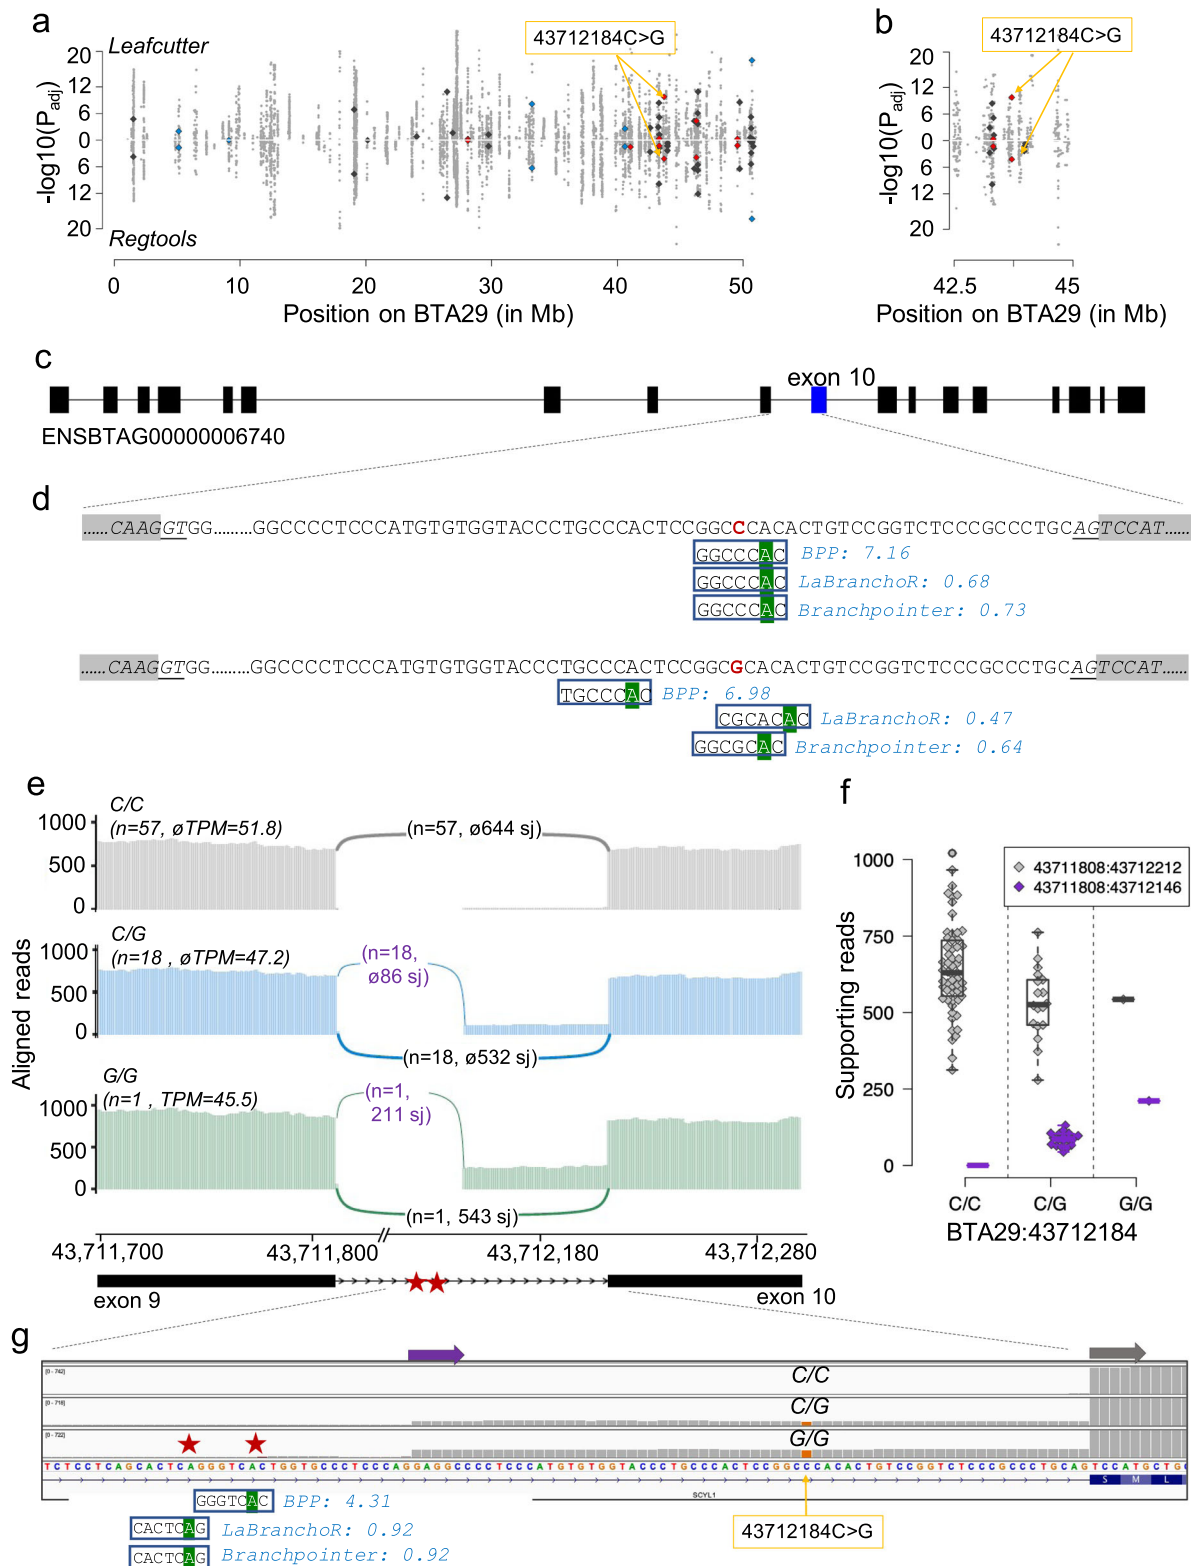 a
Leafcutter
43712184C>G
20
12
6
0
6
12
20
-log10(Padj)
Regtools
0
10
20
30
40
50
Position on BTA29 (in Mb)
b
43712184C>G
20
12
6
0
6
12
20
-log10(Padj)
42.5
45
Position on BTA29 (in Mb)
c
exon 10
ENSBTAG00000006740
d
......CAAGGTGG.........GGCCCCTCCCATGTGTGGTACCCTGCCCACTCCGGCCCACACTGTCCGGTCTCCCGCCCTGCAGTCCAT......
GGCCCAC BPP: 7.16
GGCCCAC LaBranchoR: 0.68
GGCCCAC Branchpointer: 0.73
......CAAGGTGG.........GGCCCCTCCCATGTGTGGTACCCTGCCCACTCCGGCGCACACTGTCCGGTCTCCCGCCCTGCAGTCCAT......
TGCCCAC BPP: 6.98
CGCACAC LaBranchoR: 0.47
GGCGCAC Branchpointer: 0.64
e
Aligned reads
C/C
(n=57, øTPM=51.8)
(n=57, ø644 sj)
1000
500
0
C/G
(n=18 , øTPM=47.2)
(n=18,
ø86 sj)
(n=18, ø532 sj)
1000
500
0
G/G
(n=1 , TPM=45.5)
(n=1,
211 sj)
(n=1, 543 sj)
1000
500
0
43,711,700
43,711,800
43,712,180
43,712,280
exon 9
exon 10
f
43711808:43712212
43711808:43712146
Supporting reads
1000
750
500
250
0
C/C
C/G
G/G
BTA29:43712184
g
[0 - 742]
C/C
[0 - 718]
C/G
[0 - 722]
G/G
TCTCCTCAGCACTCAGGGTCACTGGTGCCCTCCCAGGAGGCCCCTCCCATGTGTGGTACCCTGCCCACTCCGGCCCACACTGTCCGGTCTCCCGCCCTGCAGTCCATGCTGC
S M L
SCYL1
GGGTCAC BPP: 4.31
CACTCAG LaBranchoR: 0.92
CACTCAG Branchpointer: 0.92
43712184C>G